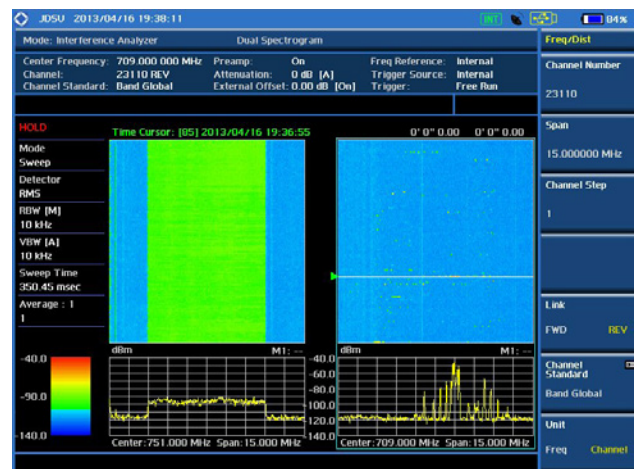 JDSU 2013/04/16 19:38:11
INT
84%
Mode: Interference Analyzer Dual Spectrogram
Freq/Dist
Center Frequency: 709.000 000 MHz Preamp: On Freq Reference: Internal
Channel: 23110 REV Attenuation: 0 dB [A] Trigger Source: Internal
Channel Standard: Band Global External Offset: 0.00 dB [On] Trigger: Free Run
Channel Number
23110
HOLD
Time Cursor: [85] 2013/04/16 19:36:55
0' 0" 0.00 0' 0" 0.00
Span
15.000000 MHz
Mode
Sweep
Detector
RMS
Channel Step
1
RBW [M]
10 kHz
VBW [A]
10 kHz
Sweep Time
350.45 msec
Average : 1
1
Link
FWD REV
dBm M1: --
dBm M1: --
-40.0
-90.0
-140.0
-40.0
-60.0
-80.0
-100.0
-120.0
-140.0
Channel Standard
Band Global
Center:751.000 MHz Span:15.000 MHz
Center:709.000 MHz Span:15.000 MHz
Unit
Freq Channel